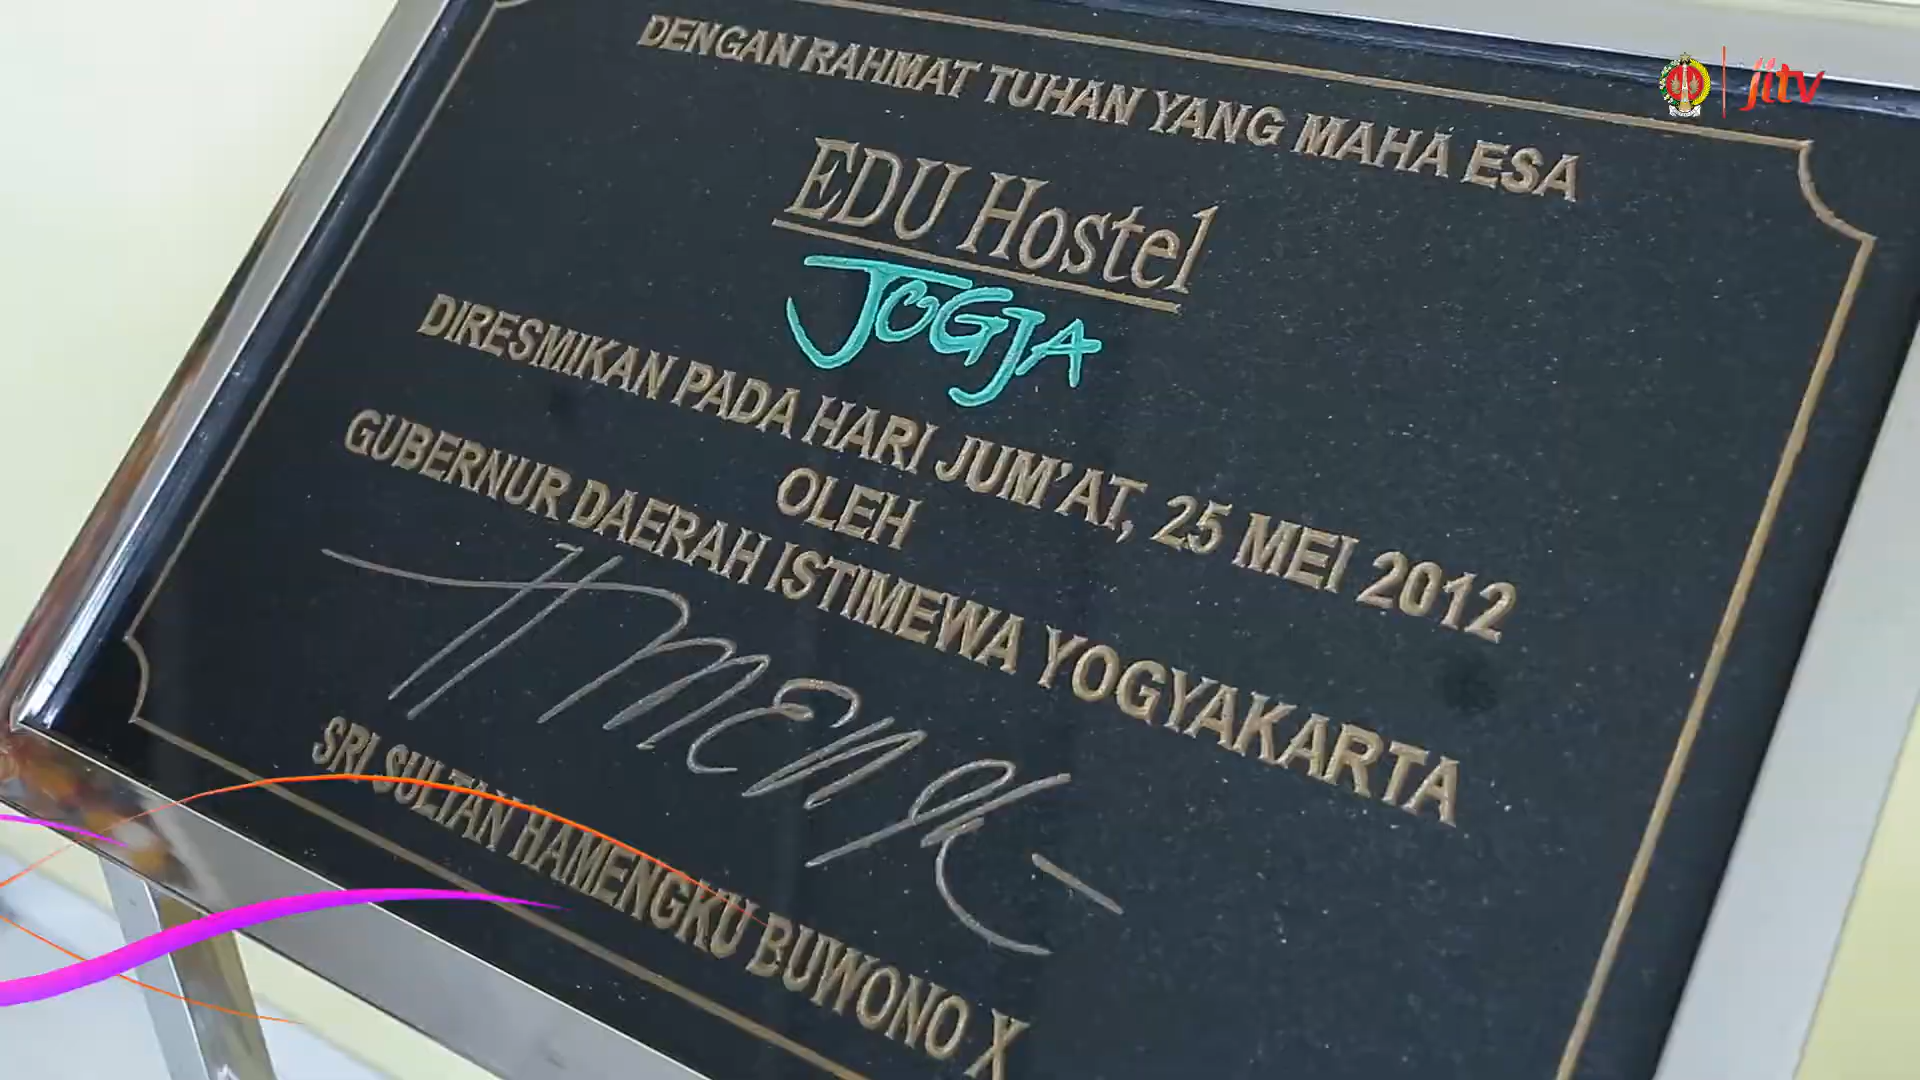 DENGAN RAHMAT TUHAN YANG MAHA ESA
EDU Hostel
JOGJA
DIRESMIKAN PADA HARI JUM'AT, 25 MEI 2012
OLEH
GUBERNUR DAERAH ISTIMEWA YOGYAKARTA
SRI SULTAN HAMENGKU BUWONO X
jitv